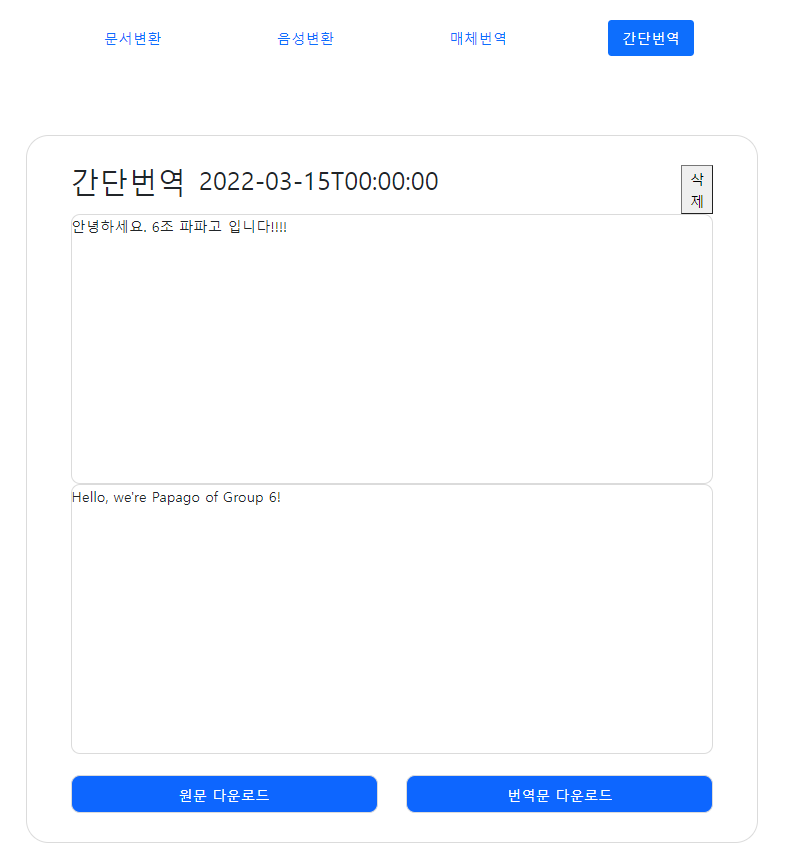 문서변환 음성변환 매체번역 간단번역
간단번역 2022-03-15T00:00:00
삭
제
안녕하세요. 6조 파파고 입니다!!!!
Hello, we're Papago of Group 6!
원문 다운로드 번역문 다운로드